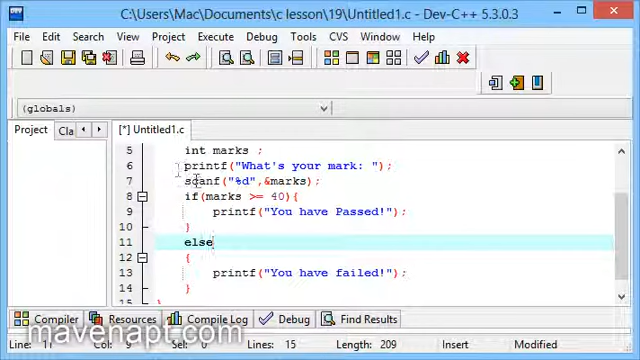 C:\Users\Mac\Documents\c lesson\19\Untitled1.c - Dev-C++ 5.3.0.3
File Edit Search View Project Execute Debug Tools CVS Window Help
(globals)
Project Cla [*] Untitled1.c
5 int marks ;
6 printf("What's your mark: ");
7 scanf("%d",&marks);
8 if(marks >= 40){
9 printf("You have Passed!");
10 }
11 else
12 {
13 printf("You have failed!");
14 }
15 }
Compiler Resources Compile Log Debug Find Results
mavenapt.com
Line: 11 Col: 9 Sel: 0 Lines: 15 Length: 209 Insert Modified